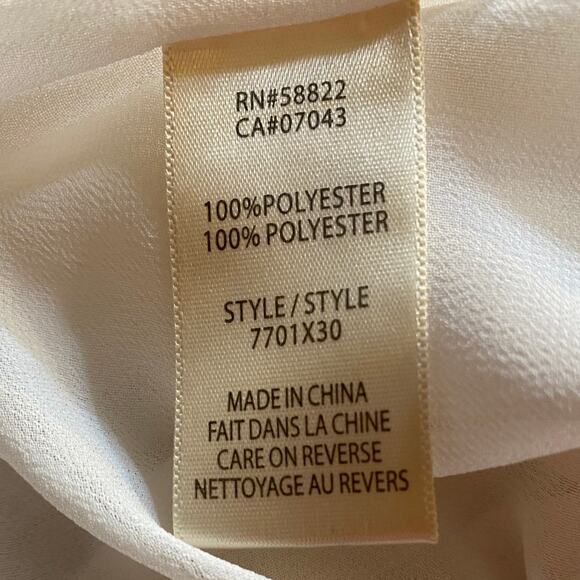 RN#58822
CA#07043
100%POLYESTER
100% POLYESTER
STYLE / STYLE
7701X30
MADE IN CHINA
FAIT DANS LA CHINE
CARE ON REVERSE
NETTOYAGE AU REVERS